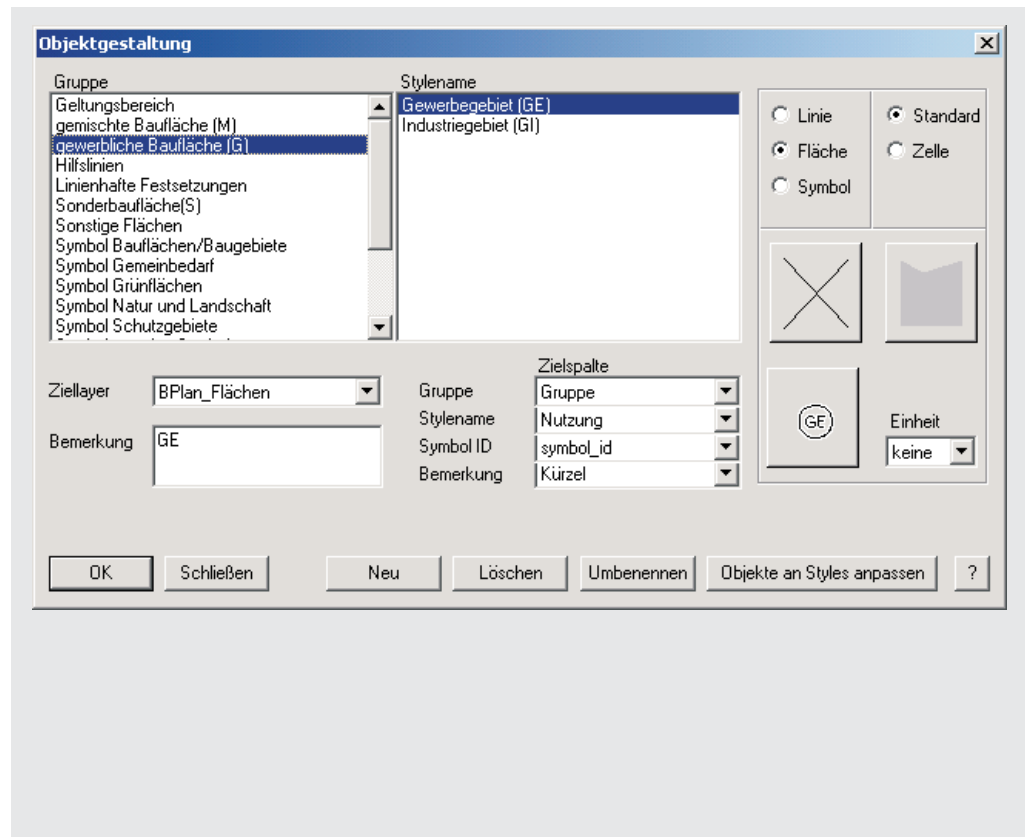 Objektgestaltung
Gruppe
Geltungsbereich
gemischte Baufläche (M)
gewerbliche Baufläche (G)
Hilfslinien
Linienhafte Festsetzungen
Sonderbaufläche(S)
Sonstige Flächen
Symbol Bauflächen/Baugebiete
Symbol Gemeinbedarf
Symbol Grünflächen
Symbol Natur und Landschaft
Symbol Schutzgebiete
Stylename
Gewerbegebiet (GE)
Industriegebiet (GI)
Linie
Fläche
Symbol
Standard
Zelle
Ziellayer
BPlan_Flächen
Bemerkung
GE
Zielspalte
Gruppe
Gruppe
Stylename
Nutzung
Symbol ID
symbol_id
Bemerkung
Kürzel
GE
Einheit
keine
OK
Schließen
Neu
Löschen
Umbenennen
Objekte an Styles anpassen
?